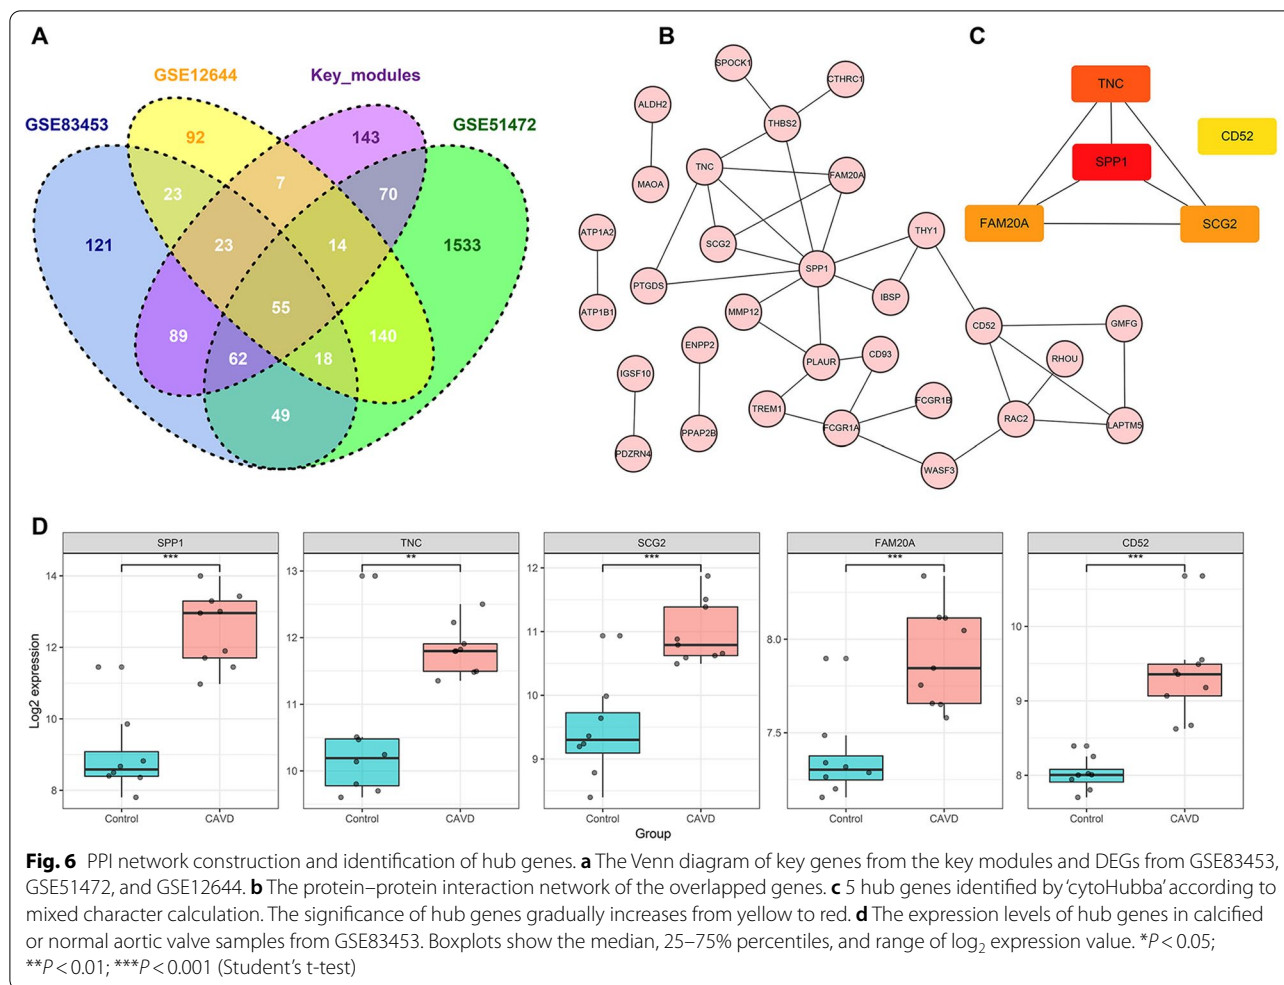 A
GSE12644
Key_modules
GSE83453
GSE51472
92
143
23
7
70
121
23
14
1533
55
89
62
18
140
49
B
SPOCK1
CTHRC1
ALDH2
THBS2
TNC
FAM20A
MAOA
ATP1A2
SCG2
THY1
SPP1
PTGDS
IBSP
ATP1B1
MMP12
CD52
GMFG
ENPP2
CD93
RHOU
PLAUR
IGSF10
TREM1
FCGR1B
RAC2
LAPTM5
FCGR1A
PPAP2B
PDZRN4
WASF3
C
TNC
CD52
SPP1
FAM20A
SCG2
D
Log2 expression
SPP1
***
14
12
10
8
Control
CAVD
TNC
**
13
12
11
10
Control
CAVD
SCG2
***
12
11
10
9
Control
CAVD
FAM20A
***
8.0
7.5
Control
CAVD
CD52
***
10
9
8
Control
CAVD
Group
Fig. 6 PPI network construction and identification of hub genes. a The Venn diagram of key genes from the key modules and DEGs from GSE83453,
GSE51472, and GSE12644. b The protein–protein interaction network of the overlapped genes. c 5 hub genes identified by ‘cytoHubba’ according to
mixed character calculation. The significance of hub genes gradually increases from yellow to red. d The expression levels of hub genes in calcified
or normal aortic valve samples from GSE83453. Boxplots show the median, 25–75% percentiles, and range of log2 expression value. *P < 0.05;
**P < 0.01; ***P < 0.001 (Student’s t-test)